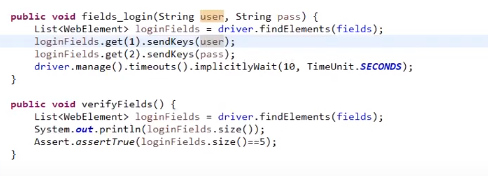 public void fields_login(String user, String pass) {
List<WebElement> loginFields = driver.findElements(fields);
loginFields.get(1).sendKeys(user);
loginFields.get(2).sendKeys(pass);
driver.manage().timeouts().implicitlyWait(10, TimeUnit.SECONDS);
}
public void verifyFields() {
List<WebElement> loginFields = driver.findElements(fields);
System.out.println(loginFields.size());
Assert.assertTrue(loginFields.size()==5);
}